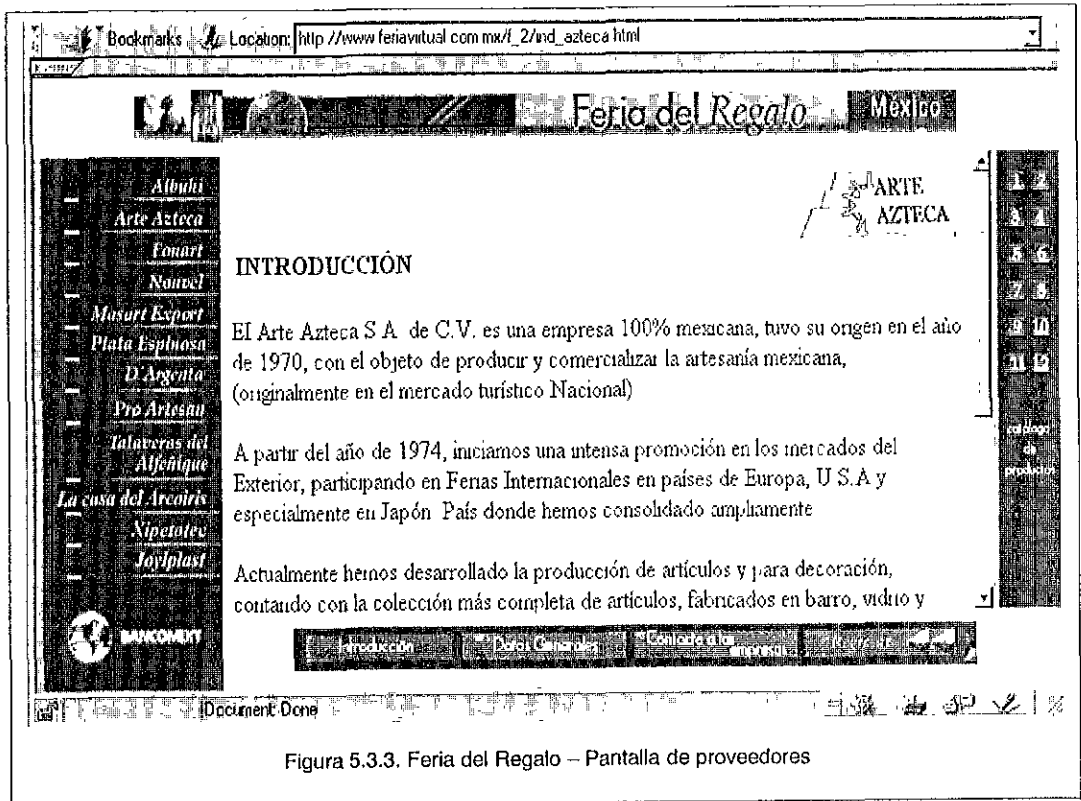 Bookmarks Location: http //www feriavirtual com mx/f_2/ind_azteca html
Feria del Regalo México
Albuhi
Arte Azteca
Fonart
Nouvel
Masart Export
Plata Espinosa
D'Argenta
Pro Artesan
Talaveras del
Alfeñique
La casa del Arcoiris
Xipetotec
Joyiplast
BANCOMEXT
ARTE
AZTECA
INTRODUCCIÓN
El Arte Azteca S A de C.V. es una empresa 100% mexicana, tuvo su origen en el año
de 1970, con el objeto de producir y comercializar la artesanía mexicana,
(originalmente en el mercado turístico Nacional)
A partir del año de 1974, iniciamos una intensa promoción en los mercados del
Exterior, participando en Ferias Internacionales en países de Europa, U S.A y
especialmente en Japón País donde hemos consolidado ampliamente
Actualmente hemos desarrollado la producción de artículos y para decoración,
contando con la colección más completa de artículos, fabricados en barro, vidrio y
1 2
3 4
5 6
7 8
9 10
11 12
catálogo
de
productos
Introducción Datos Generales Contacte a las
empresas
Document: Done
Figura 5.3.3. Feria del Regalo – Pantalla de proveedores